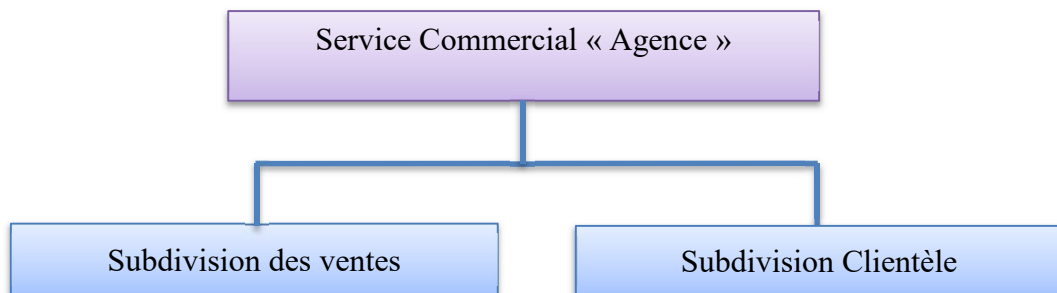 Service Commercial « Agence »
Subdivision des ventes
Subdivision Clientèle